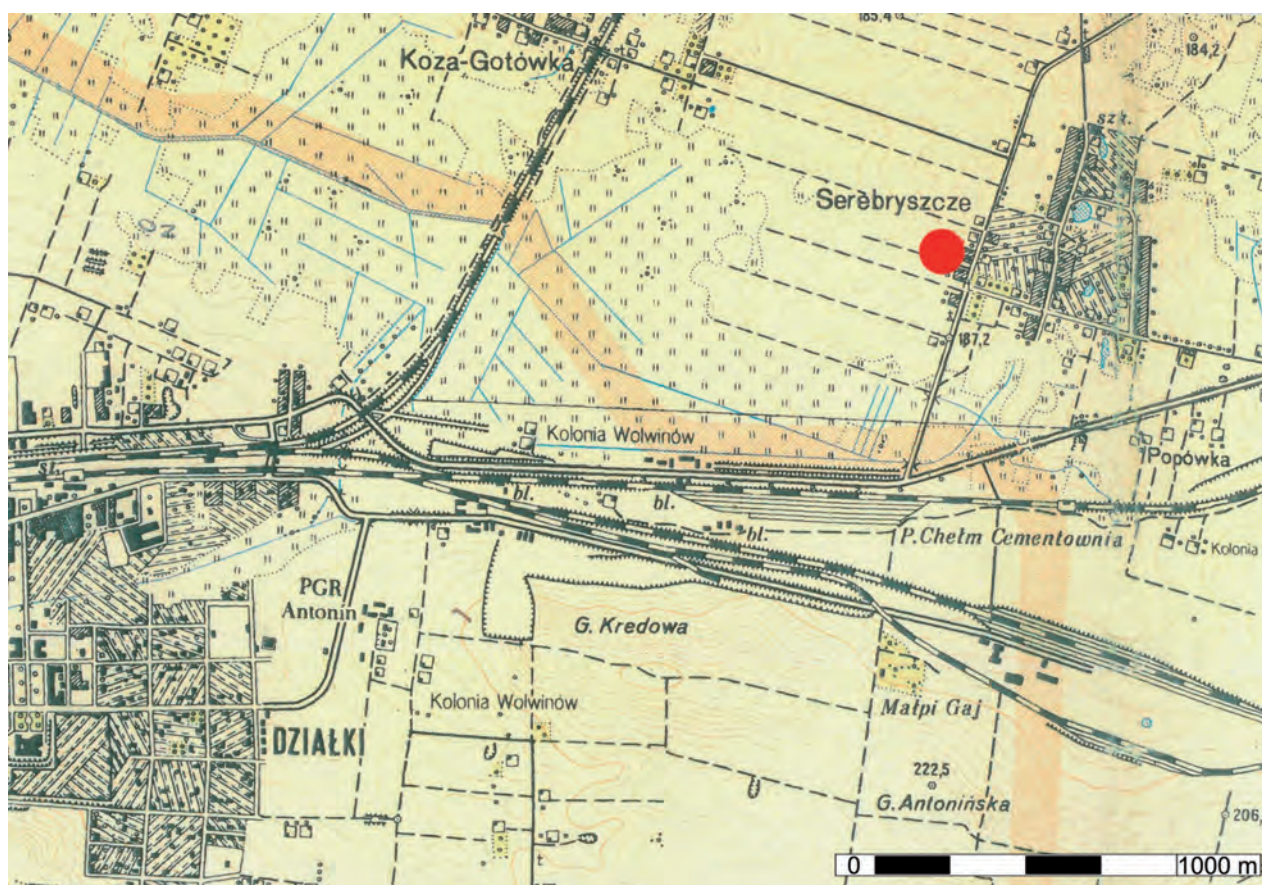 185,4
184,2
Koza-Gotówka
szk.
Serebryszcze
OZ
187,2
Kolonia Wolwinów
Popówka
st.
bl.
bl.
bl.
P. Chełm Cementownia
Kolonia
PGR
Antonin
G. Kredowa
Kolonia Wolwinów
Małpi Gaj
DZIAŁKI
222,5
G. Antonińska
206,
0 1000 m